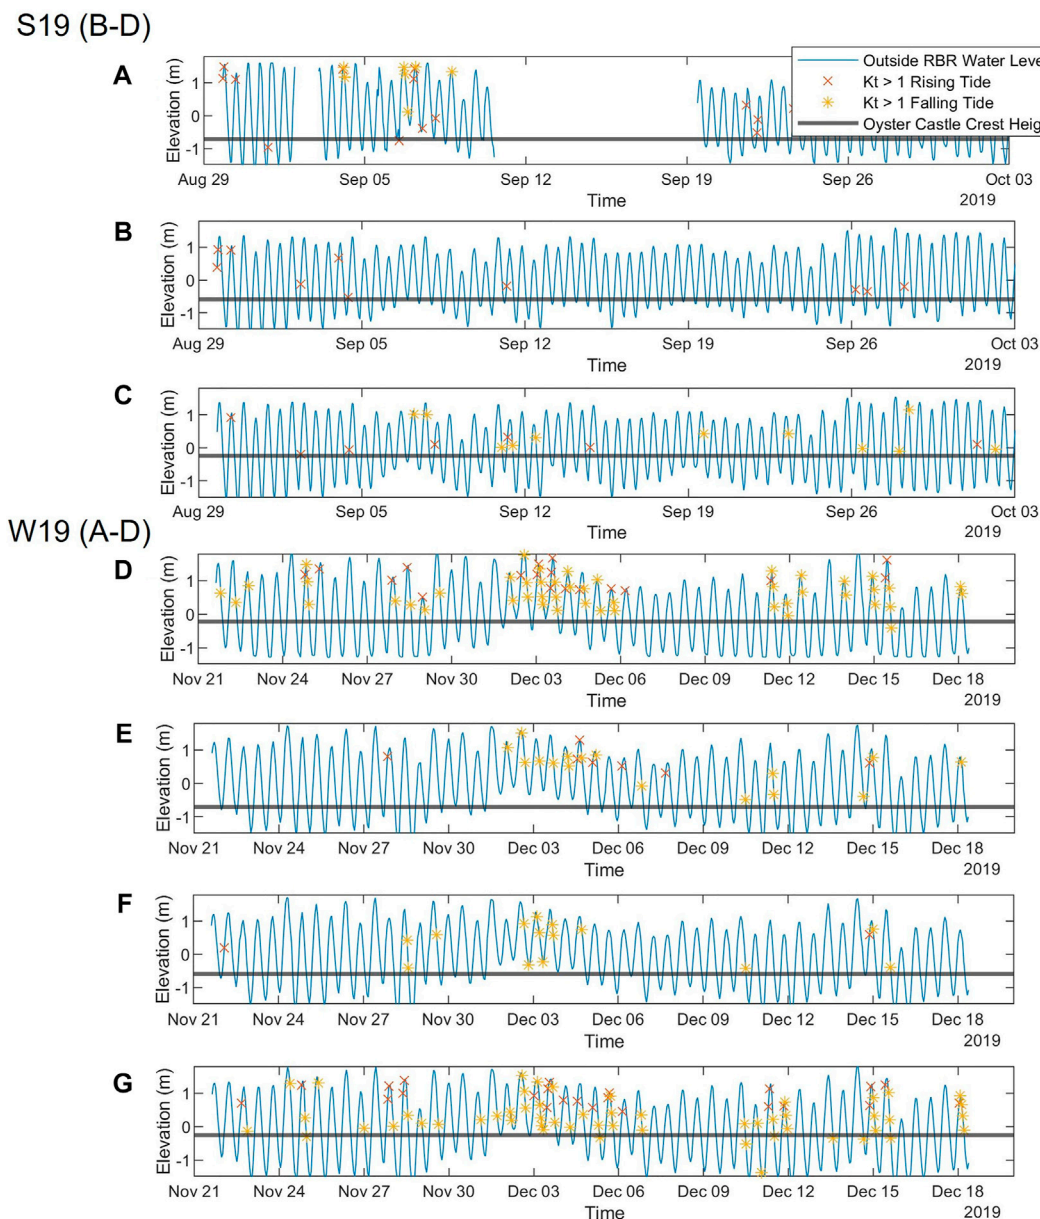 S19 (B-D)
A
Elevation (m)
1
0
-1
Outside RBR Water Leve
Kt > 1 Rising Tide
Kt > 1 Falling Tide
Oyster Castle Crest Heig
Aug 29 Sep 05 Sep 12 Sep 19 Sep 26 Oct 03
Time 2019
B
Elevation (m)
1
0
-1
Aug 29 Sep 05 Sep 12 Sep 19 Sep 26 Oct 03
Time 2019
C
Elevation (m)
1
0
-1
Aug 29 Sep 05 Sep 12 Sep 19 Sep 26 Oct 03
Time 2019
W19 (A-D)
D
Elevation (m)
1
0
-1
Nov 21 Nov 24 Nov 27 Nov 30 Dec 03 Dec 06 Dec 09 Dec 12 Dec 15 Dec 18
Time 2019
E
Elevation (m)
1
0
-1
Nov 21 Nov 24 Nov 27 Nov 30 Dec 03 Dec 06 Dec 09 Dec 12 Dec 15 Dec 18
Time 2019
F
Elevation (m)
1
0
-1
Nov 21 Nov 24 Nov 27 Nov 30 Dec 03 Dec 06 Dec 09 Dec 12 Dec 15 Dec 18
Time 2019
G
Elevation (m)
1
0
-1
Nov 21 Nov 24 Nov 27 Nov 30 Dec 03 Dec 06 Dec 09 Dec 12 Dec 15 Dec 18
Time 2019